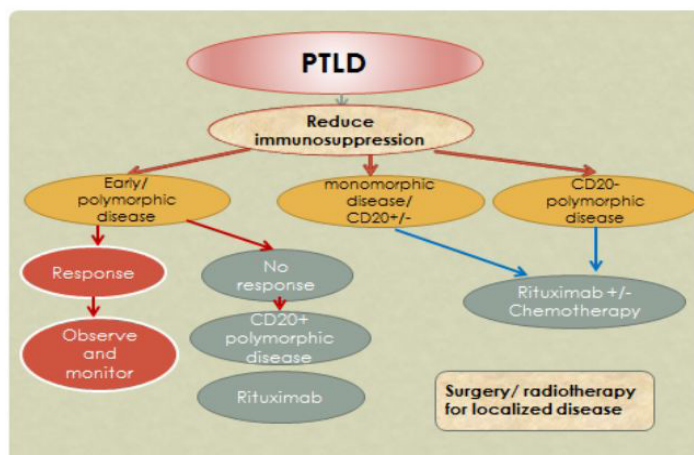 PTLD
Reduce
immunosuppression
Early/
polymorphic
disease
monomorphic
disease/
CD20+/-
CD20-
polymorphic
disease
Response
No
response
Rituximab +/-
Chemotherapy
Observe
and
monitor
CD20+
polymorphic
disease
Rituximab
Surgery/ radiotherapy
for localized disease